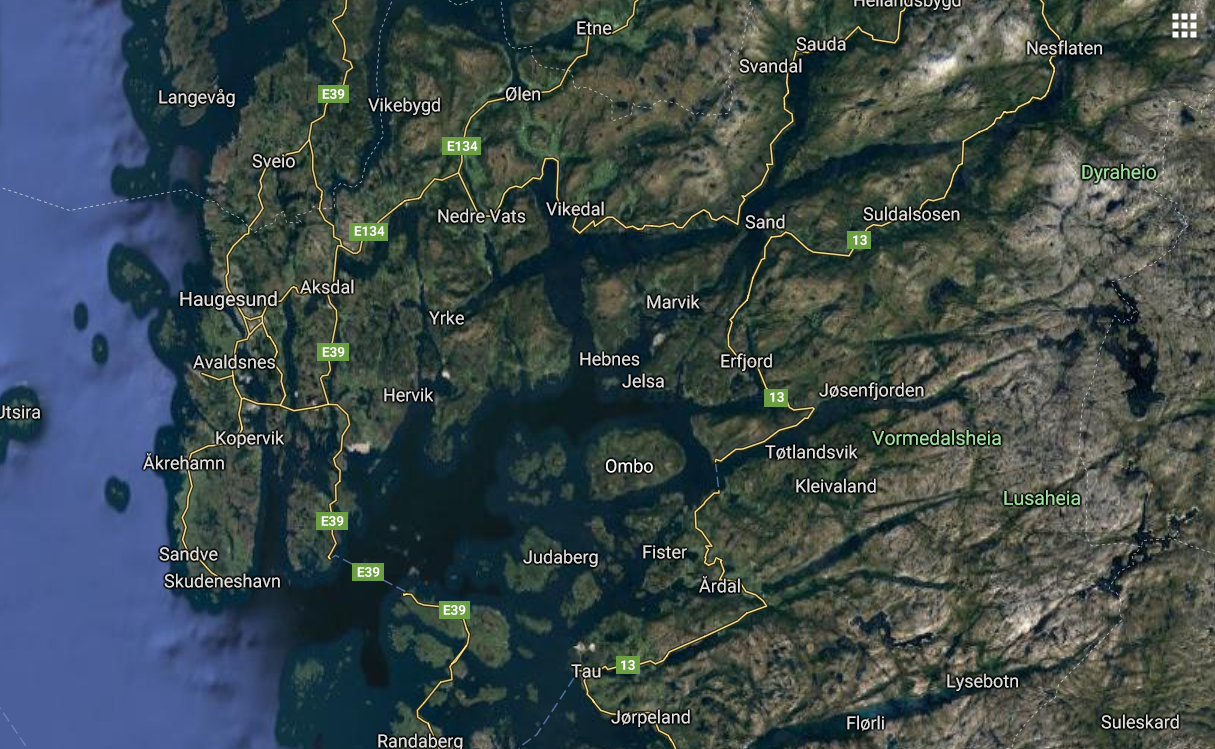 Hellandsbygd
Etne
Sauda
Nesflaten
Svandal
E39
Langevåg
Ølen
Vikebygd
E134
Sveio
Dyraheio
Nedre Vats
Vikedal
Suldalsosen
Sand
E134
13
Aksdal
Haugesund
Marvik
Yrke
E39
Avaldsnes
Hebnes
Erfjord
Jelsa
Jøsenfjorden
Hervik
13
Utsira
Kopervik
Vormedalsheia
Tøtlandsvik
Åkrehamn
Ombo
Kleivaland
Lusaheia
E39
Sandve
Judaberg
Fister
E39
Skudeneshavn
Årdal
E39
13
Tau
Lysebotn
Jørpeland
Flørli
Suleskard
Randaberg